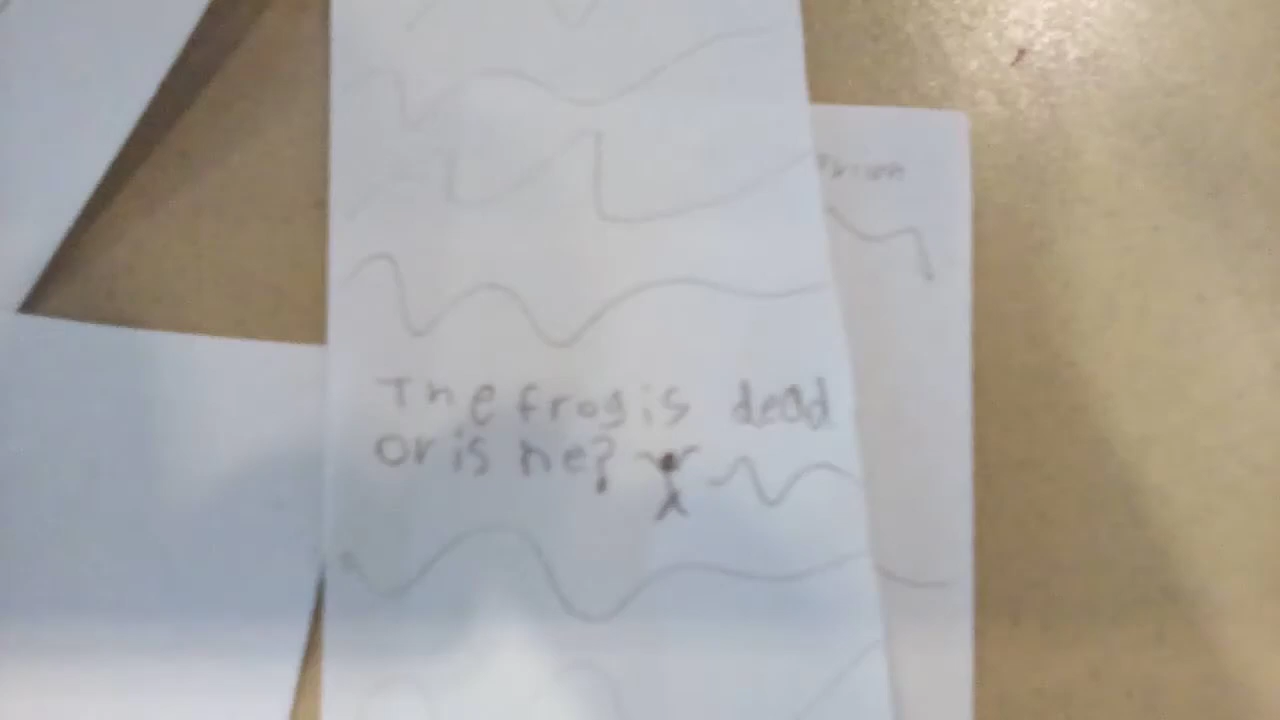 The frog is dead
or is he?